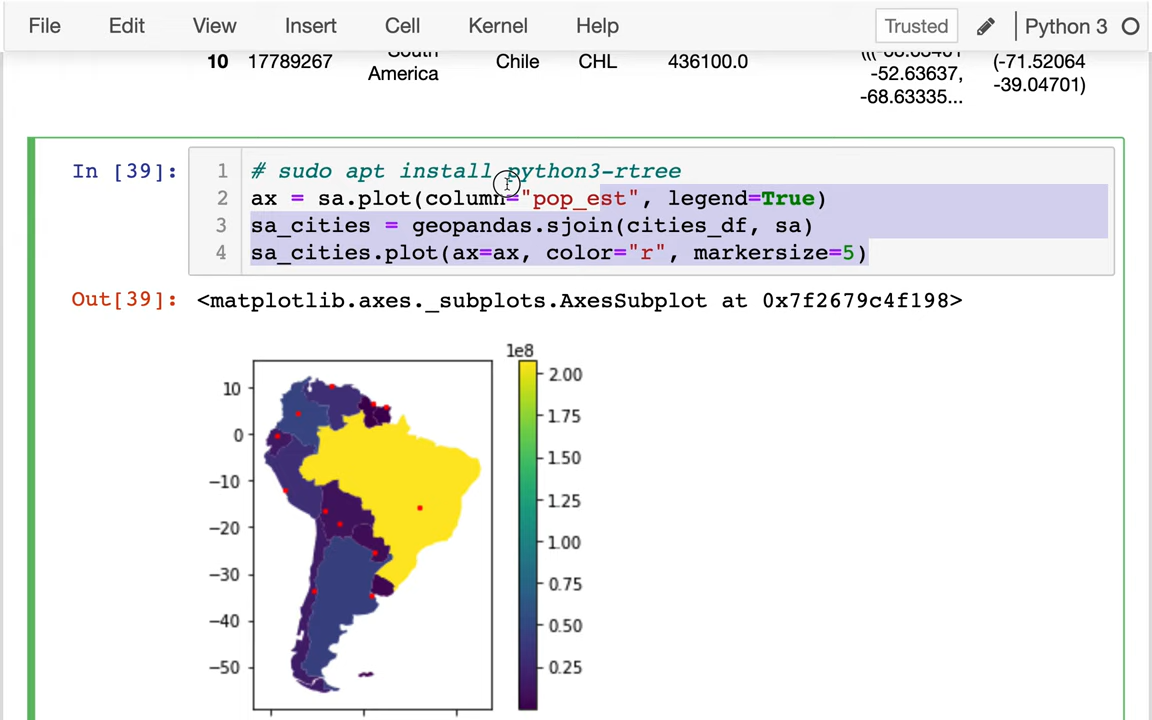 File Edit View Insert Cell Kernel Help Trusted Python 3
10 17789267 South America Chile CHL 436100.0
-52.63637,
-68.63335...
(-71.52064
-39.04701)
In [39]:
1 # sudo apt install python3-rtree
2 ax = sa.plot(column="pop_est", legend=True)
3 sa_cities = geopandas.sjoin(cities_df, sa)
4 sa_cities.plot(ax=ax, color="r", markersize=5)
Out[39]: <matplotlib.axes._subplots.AxesSubplot at 0x7f2679c4f198>
1e8
10
0
-10
-20
-30
-40
-50
2.00
1.75
1.50
1.25
1.00
0.75
0.50
0.25